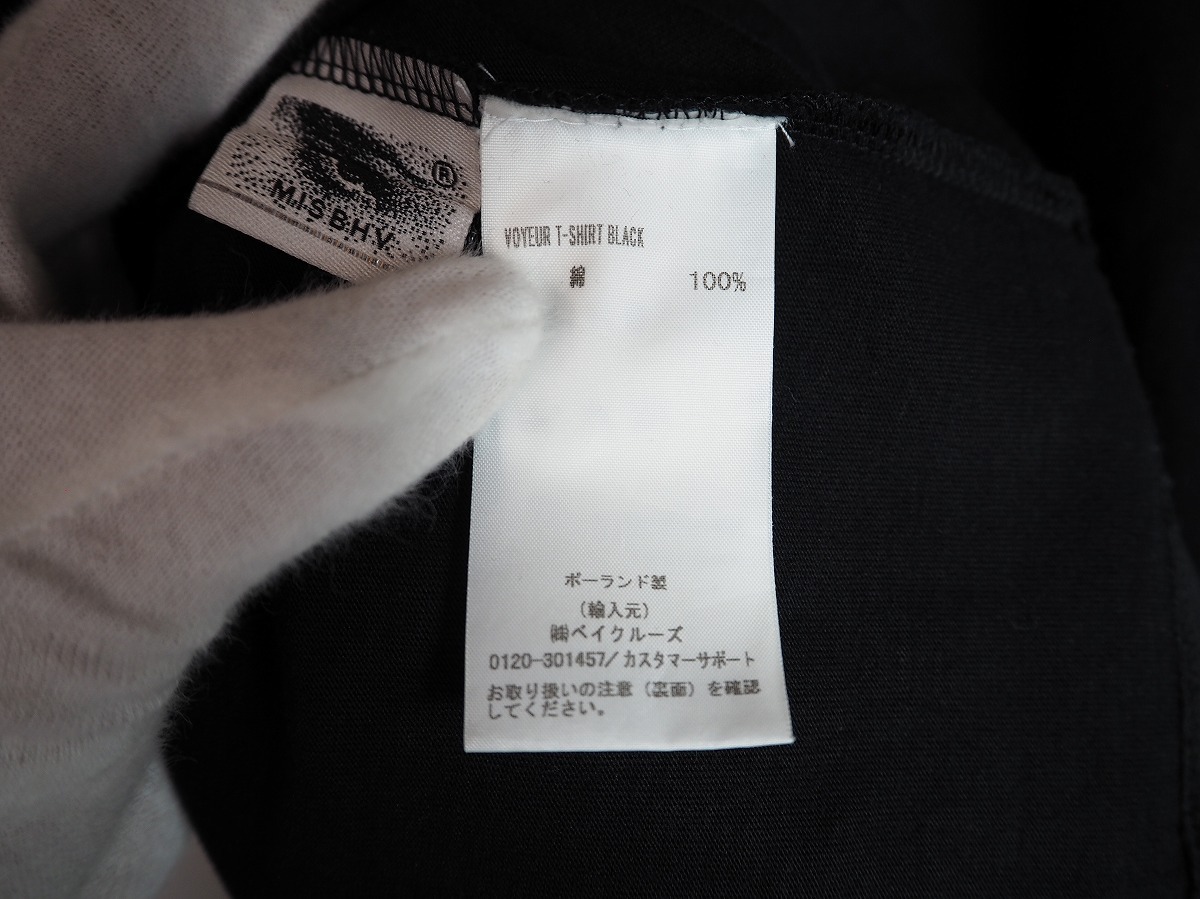 ®
M.I.S.B.H.V.
VOYEUR T-SHIRT BLACK
綿 100%
ポーランド製
(輸入元)
㈱ベイクルーズ
0120-301457/カスタマーサポート
お取り扱いの注意(裏面)を確認
してください。